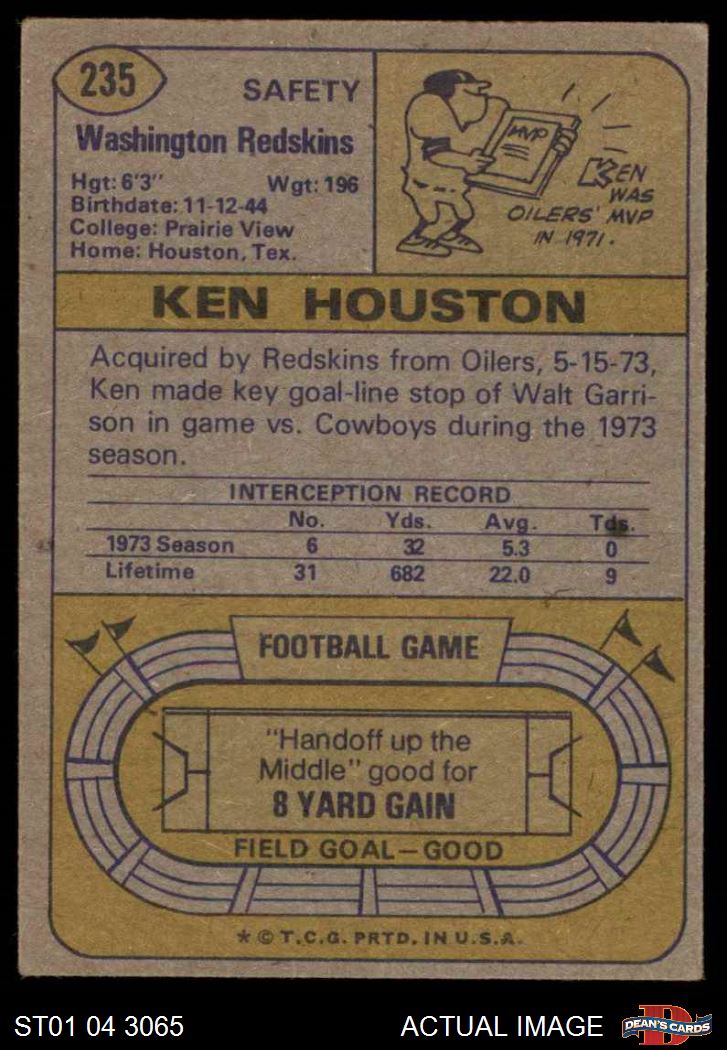 235
SAFETY
Washington Redskins
Hgt: 6'3" Wgt: 196
Birthdate: 11-12-44
College: Prairie View
Home: Houston, Tex.
MVP
KEN
WAS
OILERS' MVP
IN 1971.
KEN HOUSTON
Acquired by Redskins from Oilers, 5-15-73,
Ken made key goal-line stop of Walt Garri-
son in game vs. Cowboys during the 1973
season.
INTERCEPTION RECORD
No. Yds. Avg. Tds.
1973 Season 6 32 5.3 0
Lifetime 31 682 22.0 9
FOOTBALL GAME
"Handoff up the
Middle" good for
8 YARD GAIN
FIELD GOAL—GOOD
* © T.C.G. PRTD. IN U.S.A.
ST01 04 3065 ACTUAL IMAGE
D
DEAN'S CARDS